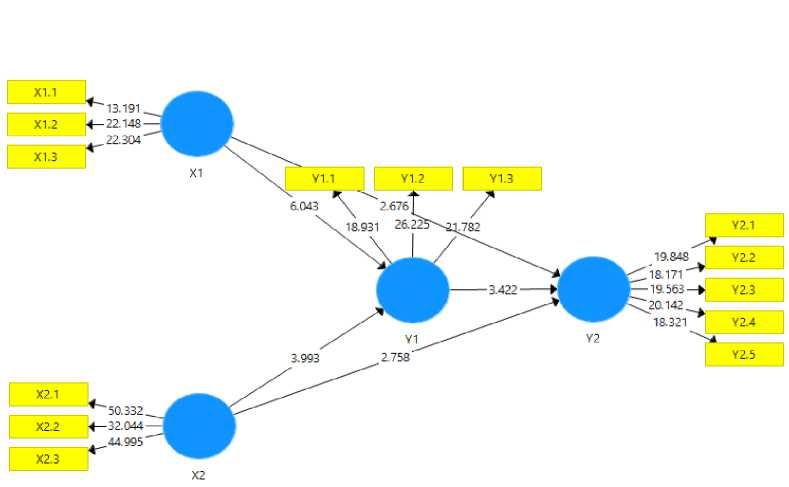 X1.1
13.191
X1.2
22.148
X1.3
22.304
X1
Y1.1
Y1.2
Y1.3
6.043
2.676
18.931
26.225
21.782
Y2.1
19.848
Y2.2
18.171
Y2.3
19.563
Y2.4
20.142
Y2.5
18.321
3.422
Y1
Y2
3.993
2.758
X2.1
50.332
X2.2
32.044
X2.3
44.995
X2